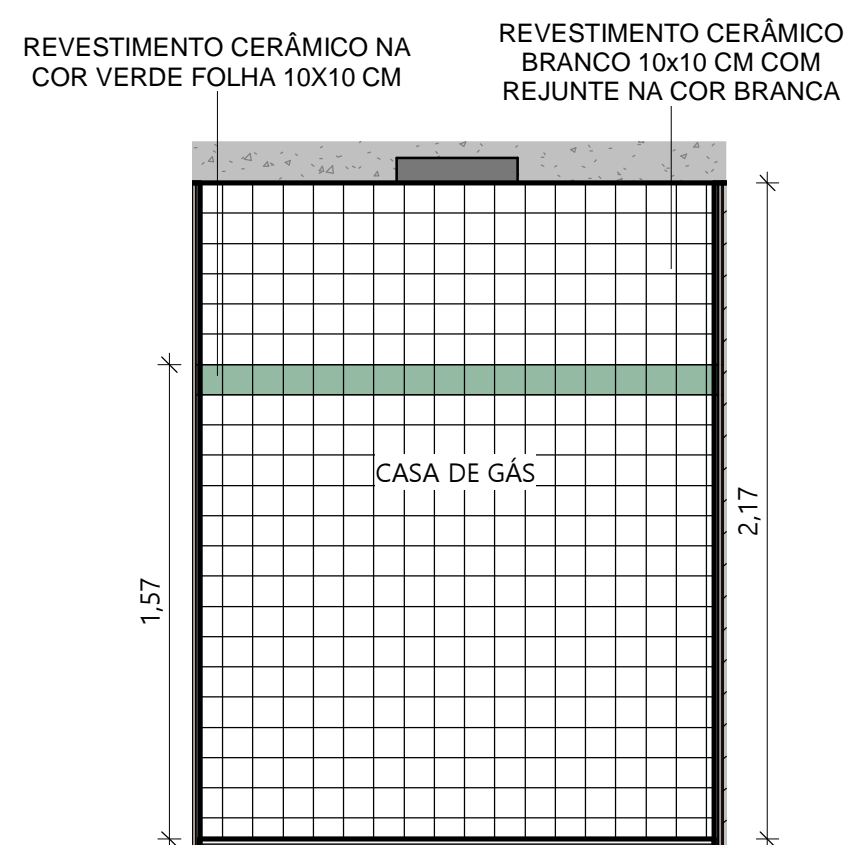 REVESTIMENTO CERÂMICO NA
COR VERDE FOLHA 10X10 CM
REVESTIMENTO CERÂMICO
BRANCO 10x10 CM COM
REJUNTE NA COR BRANCA
CASA DE GÁS
1,57
2,17